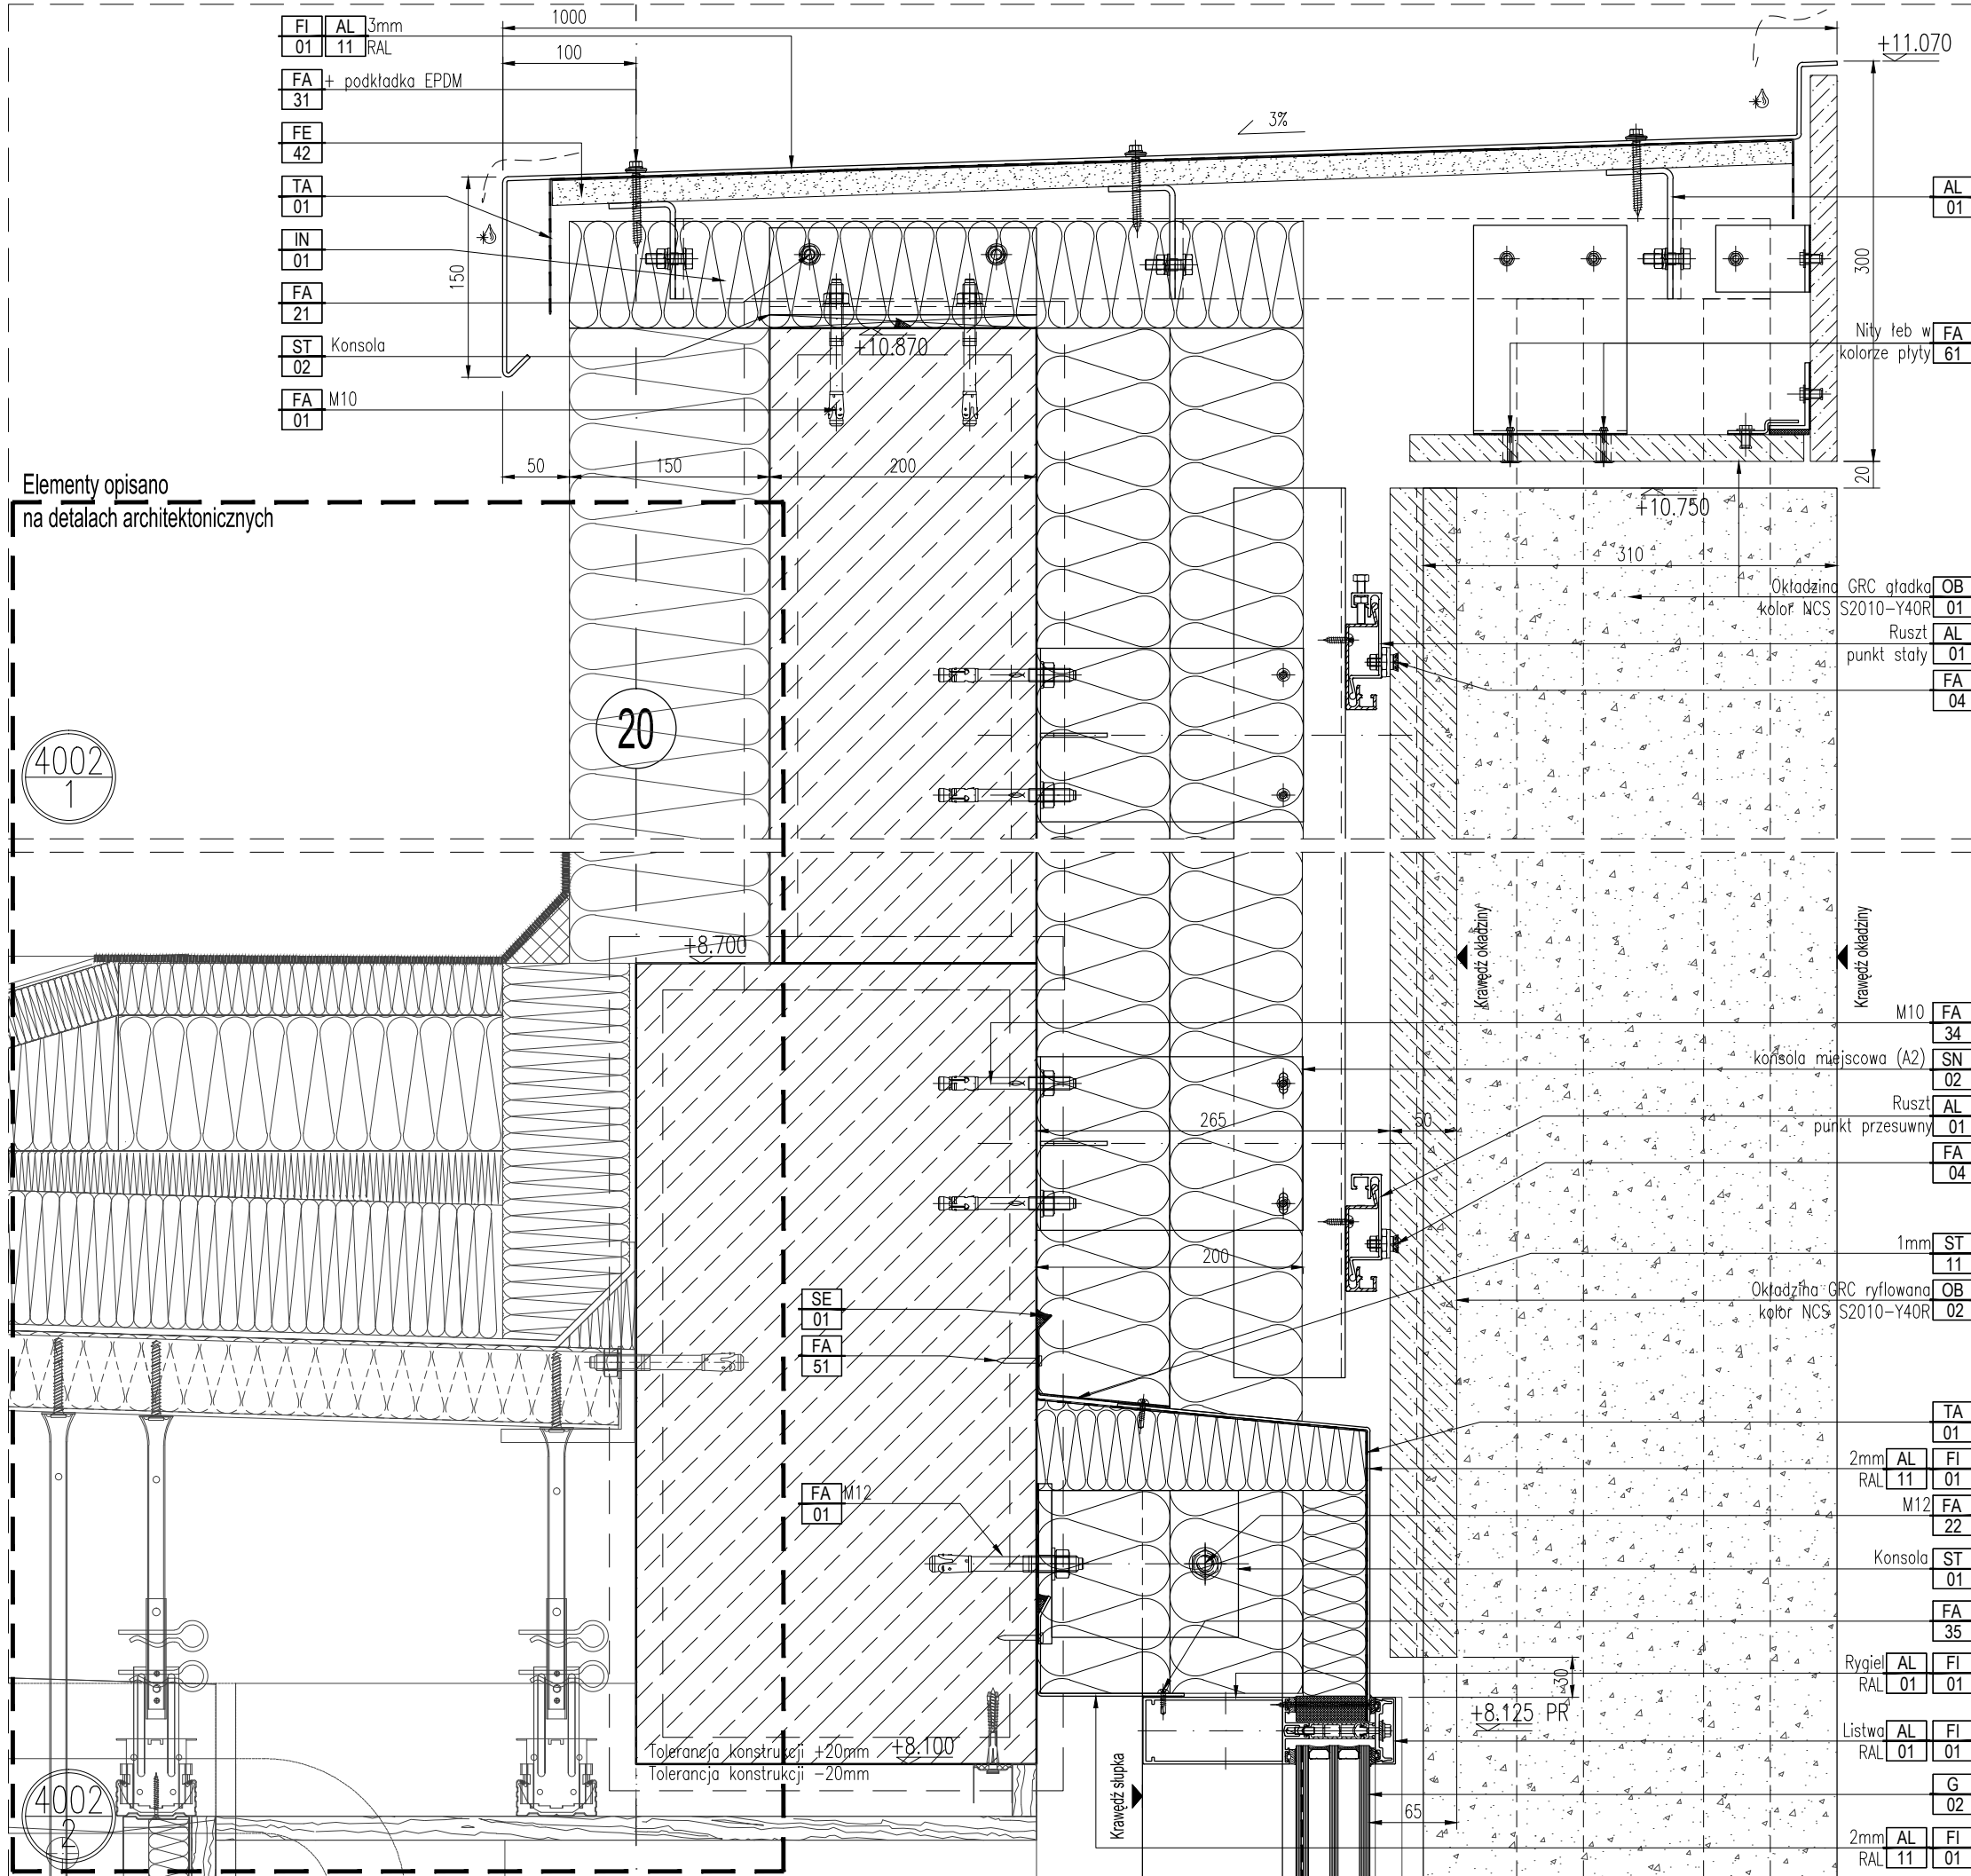 FI AL 3mm
01 11 RAL
FA + podkładka EPDM
31
FE
42
TA
01
IN
01
FA
21
ST Konsola
02
FA M10
01
1000
100
3%
+11.070
150
300
20
AL
01
Nity łeb w FA
kolorze płyty 61
+10.870
50
150
200
Elementy opisano
na detalach architektonicznych
+10.750
310
Okładzina GRC gładka OB
kolor NCS S2010-Y40R 01
Ruszt AL
punkt stały 01
FA
04
20
4002
1
+8.700
Krawędź okładziny
Krawędź okładziny
M10 FA
34
konsola miejscowa (A2) SN
02
265
50
Ruszt AL
punkt przesuwny 01
FA
04
200
1mm ST
11
Okładzina GRC ryflowana OB
kolor NCS S2010-Y40R 02
SE
01
FA
51
TA
01
2mm AL FI
RAL 11 01
FA M12
01
M12 FA
22
Konsola ST
01
FA
35
30
Rygiel AL FI
RAL 01 01
+8.125 PR
Listwa AL FI
RAL 01 01
Tolerancja konstrukcji +20mm
Tolerancja konstrukcji -20mm
+8.100
Krawędź słupka
G
02
65
4002
2
2mm AL FI
RAL 11 01